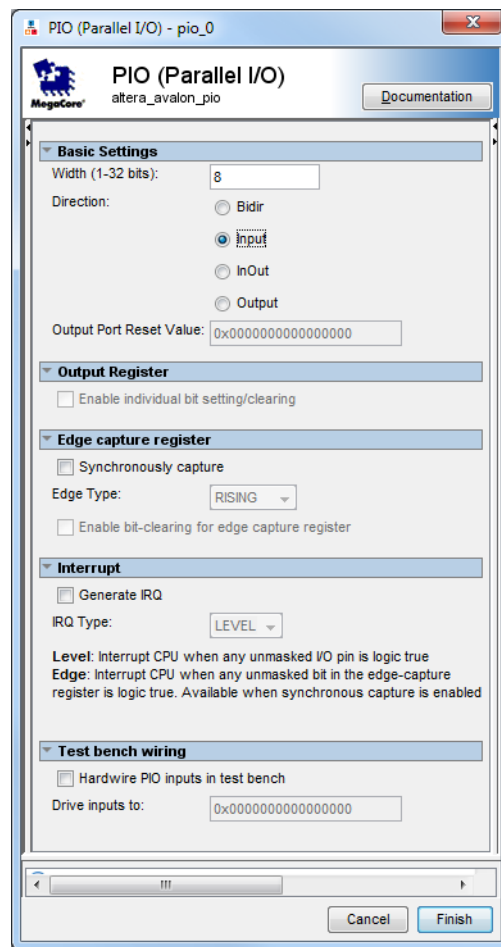 PIO (Parallel I/O) - pio_0
MegaCore®
PIO (Parallel I/O)
altera_avalon_pio
Documentation
Basic Settings
Width (1-32 bits): 8
Direction: Bidir
Input
InOut
Output
Output Port Reset Value: 0x0000000000000000
Output Register
Enable individual bit setting/clearing
Edge capture register
Synchronously capture
Edge Type: RISING
Enable bit-clearing for edge capture register
Interrupt
Generate IRQ
IRQ Type: LEVEL
Level: Interrupt CPU when any unmasked I/O pin is logic true
Edge: Interrupt CPU when any unmasked bit in the edge-capture
register is logic true. Available when synchronous capture is enabled
Test bench wiring
Hardwire PIO inputs in test bench
Drive inputs to: 0x0000000000000000
Cancel Finish